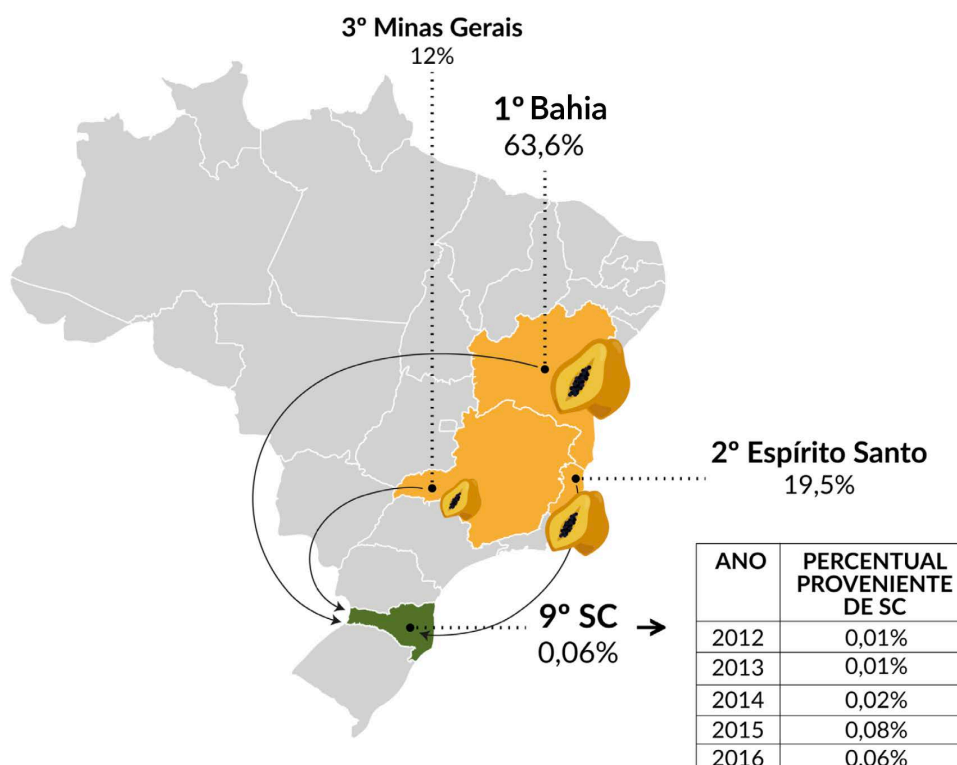 3º Minas Gerais
12%
1º Bahia
63,6%
2º Espírito Santo
19,5%
9º SC
0,06%
ANO PERCENTUAL
PROVENIENTE
DE SC
2012 0,01%
2013 0,01%
2014 0,02%
2015 0,08%
2016 0,06%